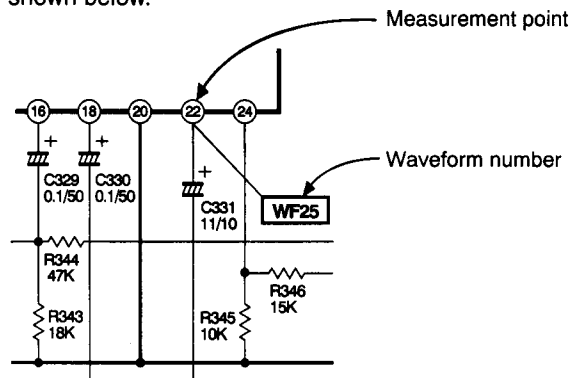 shown below.
Measurement point
16 18 20 22 24
+ + +
C329 C330
0.1/50 0.1/50
Waveform number
C331
11/10
WF25
R344
47K
R346
15K
R343
18K
R345
10K